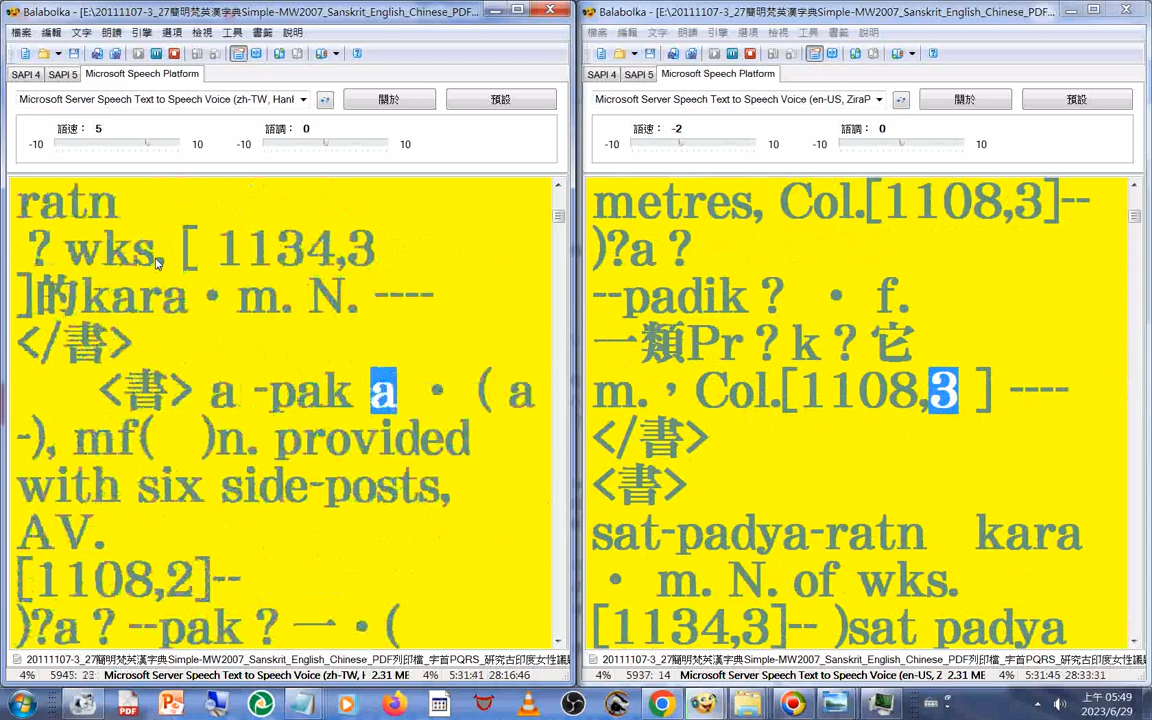 Balabolka - [E:\20111107-3_27簡明梵英漢字典Simple-MW2007_Sanskrit_English_Chinese_PDF...
檔案 編輯 文字 朗讀 引擎 選項 檢視 工具 書籤 說明
SAPI 4 SAPI 5 Microsoft Speech Platform
Microsoft Server Speech Text to Speech Voice (zh-TW, Hanl
關於
預設
語速： 5
語調： 0
-10 10 -10 10
ratn
？wks, [ 1134,3
]的kara • m. N. ----
</書>
<書> a -pak a • ( a
-), mf( )n. provided
with six side-posts,
AV.
[1108,2]--
)?a？--pak？一 • (
20111107-3_27簡明梵英漢字典Simple-MW2007_Sanskrit_English_Chinese_PDF列印檔_字首PQRS_研究古印度女性議題
4% 5945: 23 Microsoft Server Speech Text to Speech Voice (zh-TW, H 2.31 MB 4% 5:31:41 28:16:46
Balabolka - [E:\20111107-3_27簡明梵英漢字典Simple-MW2007_Sanskrit_English_Chinese_PDF...
檔案 編輯 文字 朗讀 引擎 選項 檢視 工具 書籤 說明
SAPI 4 SAPI 5 Microsoft Speech Platform
Microsoft Server Speech Text to Speech Voice (en-US, ZiraP
關於
預設
語速： -2
語調： 0
-10 10 -10 10
metres, Col.[1108,3]--
)?a？
--padik？ • f.
一類Pr？k？它
m.，Col.[1108,3 ] ----
</書>
<書>
sat-padya-ratn kara
• m. N. of wks.
[1134,3]-- )sat padya
20111107-3_27簡明梵英漢字典Simple-MW2007_Sanskrit_English_Chinese_PDF列印檔_字首PQRS_研究古印度女性議題
4% 5937: 14 Microsoft Server Speech Text to Speech Voice (en-US, Z 2.31 MB 4% 5:31:45 28:33:31
上午 05:49
2023/6/29